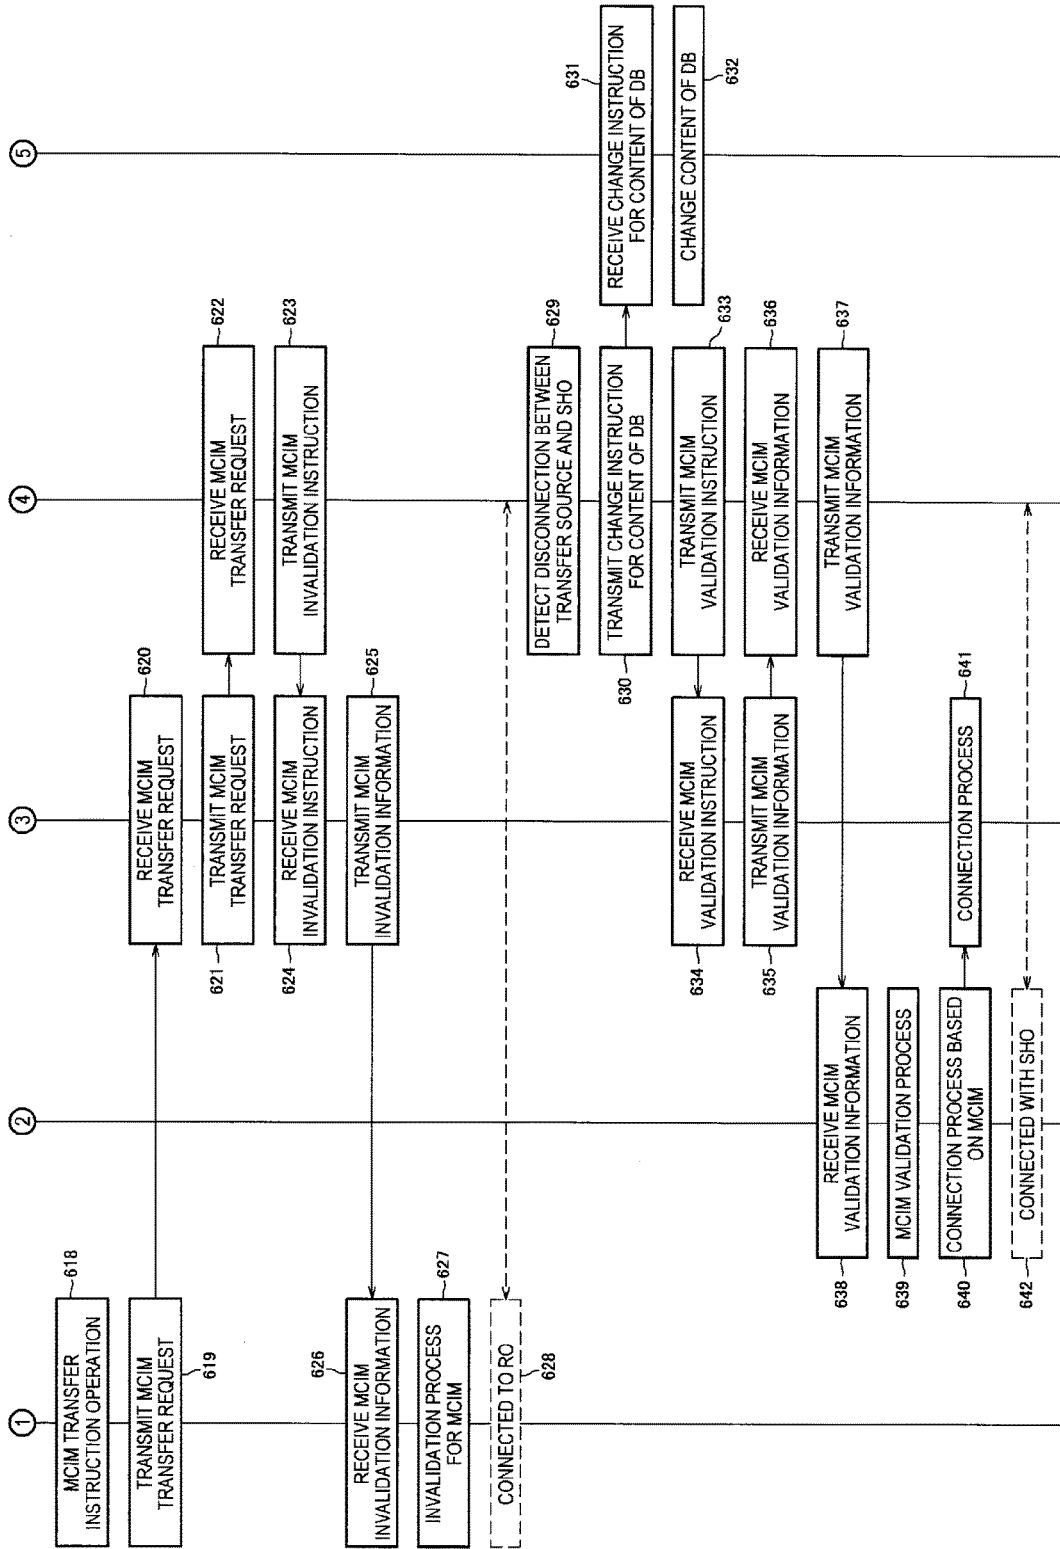 1
2
3
4
5
MCIM TRANSFER
INSTRUCTION OPERATION
618
TRANSMIT MCIM
TRANSFER REQUEST
619
RECEIVE MCIM
TRANSFER REQUEST
620
TRANSMIT MCIM
TRANSFER REQUEST
621
RECEIVE MCIM
TRANSFER REQUEST
622
TRANSMIT MCIM
INVALIDATION INSTRUCTION
623
RECEIVE MCIM
INVALIDATION INSTRUCTION
624
TRANSMIT MCIM
INVALIDATION INFORMATION
625
RECEIVE MCIM
INVALIDATION INFORMATION
626
INVALIDATION PROCESS
FOR MCIM
627
CONNECTED TO RO
628
DETECT DISCONNECTION BETWEEN
TRANSFER SOURCE AND SHO
629
TRANSMIT CHANGE INSTRUCTION
FOR CONTENT OF DB
630
RECEIVE CHANGE INSTRUCTION
FOR CONTENT OF DB
631
CHANGE CONTENT OF DB
632
TRANSMIT MCIM
VALIDATION INSTRUCTION
633
RECEIVE MCIM
VALIDATION INSTRUCTION
634
TRANSMIT MCIM
VALIDATION INFORMATION
635
RECEIVE MCIM
VALIDATION INFORMATION
636
TRANSMIT MCIM
VALIDATION INFORMATION
637
RECEIVE MCIM
VALIDATION INFORMATION
638
MCIM VALIDATION PROCESS
639
CONNECTION PROCESS BASED
ON MCIM
640
CONNECTION PROCESS
641
CONNECTED WITH SHO
642